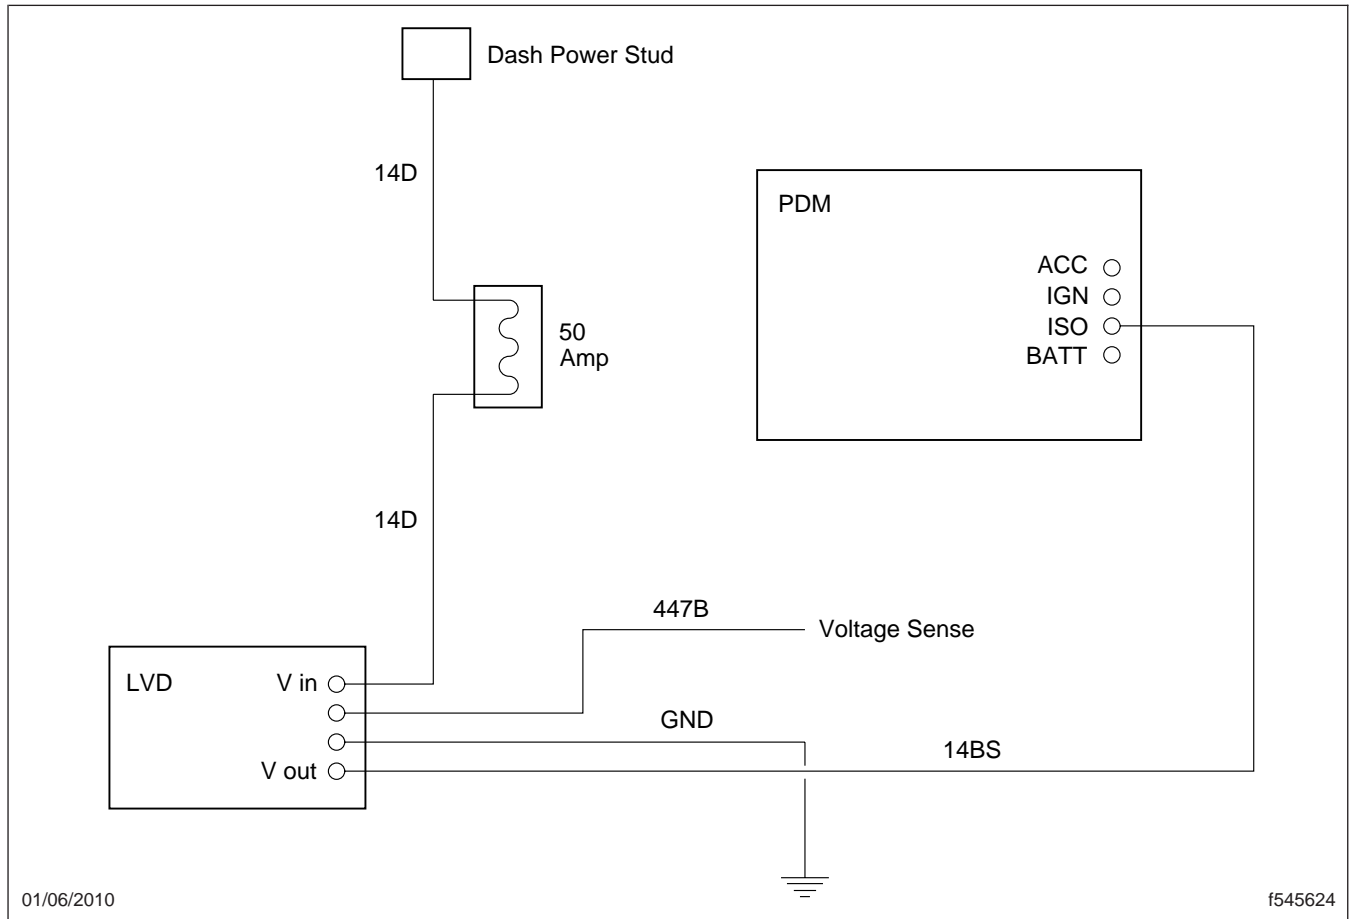 Dash Power Stud
14D
PDM
ACC
IGN
ISO
BATT
50
Amp
14D
447B
Voltage Sense
LVD
V in
GND
V out
14BS
01/06/2010
f545624